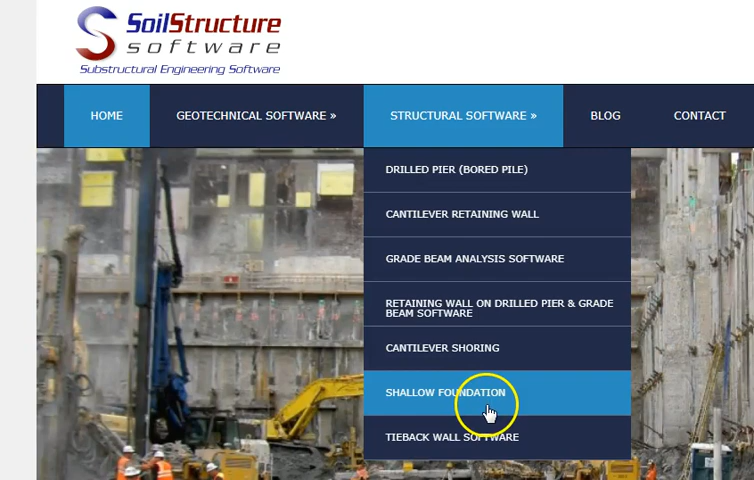 SoilStructure
software
Substructural Engineering Software
HOME
GEOTECHNICAL SOFTWARE »
STRUCTURAL SOFTWARE »
BLOG
CONTACT
DRILLED PIER (BORED PILE)
CANTILEVER RETAINING WALL
GRADE BEAM ANALYSIS SOFTWARE
RETAINING WALL ON DRILLED PIER & GRADE
BEAM SOFTWARE
CANTILEVER SHORING
SHALLOW FOUNDATION
TIEBACK WALL SOFTWARE